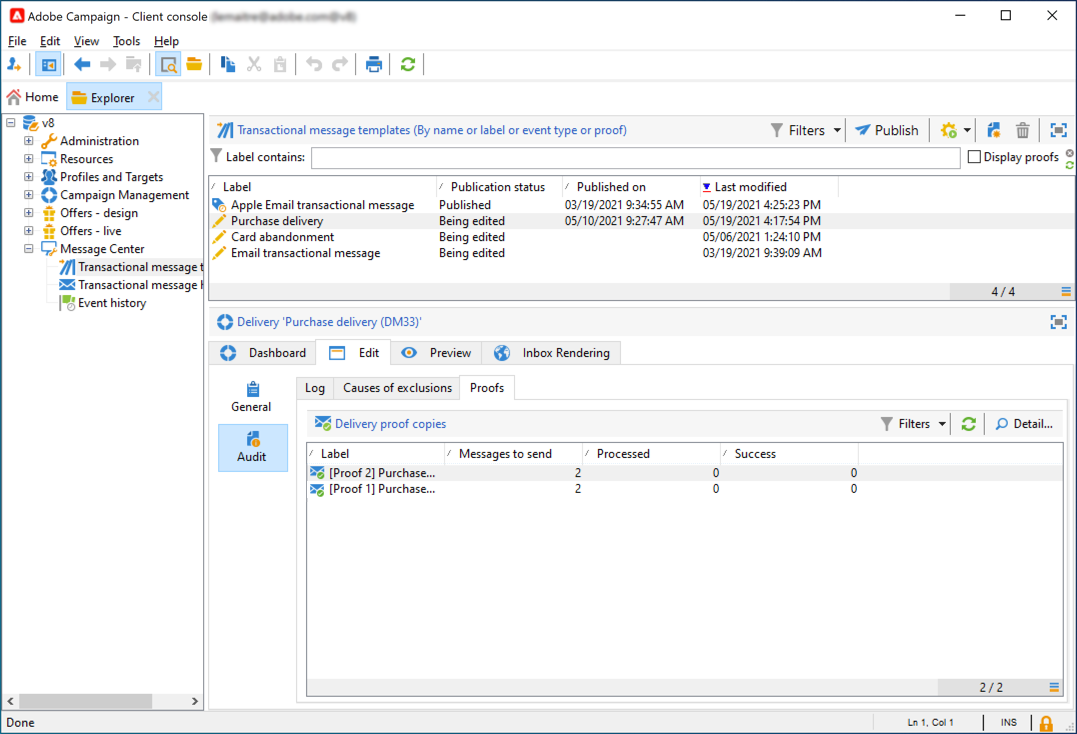 Adobe Campaign - Client console
File Edit View Tools Help
Home Explorer
v8
Administration
Resources
Profiles and Targets
Campaign Management
Offers - design
Offers - live
Message Center
Transactional message t
Transactional message
Event history
Transactional message templates (By name or label or event type or proof)
Filters Publish
Label contains: Display proofs
Label Publication status Published on Last modified
Apple Email transactional message Published 03/19/2021 9:34:55 AM 05/19/2021 4:25:23 PM
Purchase delivery Being edited 05/10/2021 9:27:47 AM 05/19/2021 4:17:54 PM
Card abandonment Being edited 05/06/2021 1:24:10 PM
Email transactional message Being edited 03/19/2021 9:39:09 AM
4 / 4
Delivery 'Purchase delivery (DM33)'
Dashboard Edit Preview Inbox Rendering
General
Audit
Log Causes of exclusions Proofs
Delivery proof copies Filters Detail...
Label Messages to send Processed Success
[Proof 2] Purchase... 2 0 0
[Proof 1] Purchase... 2 0 0
2 / 2
Done Ln 1, Col 1 INS